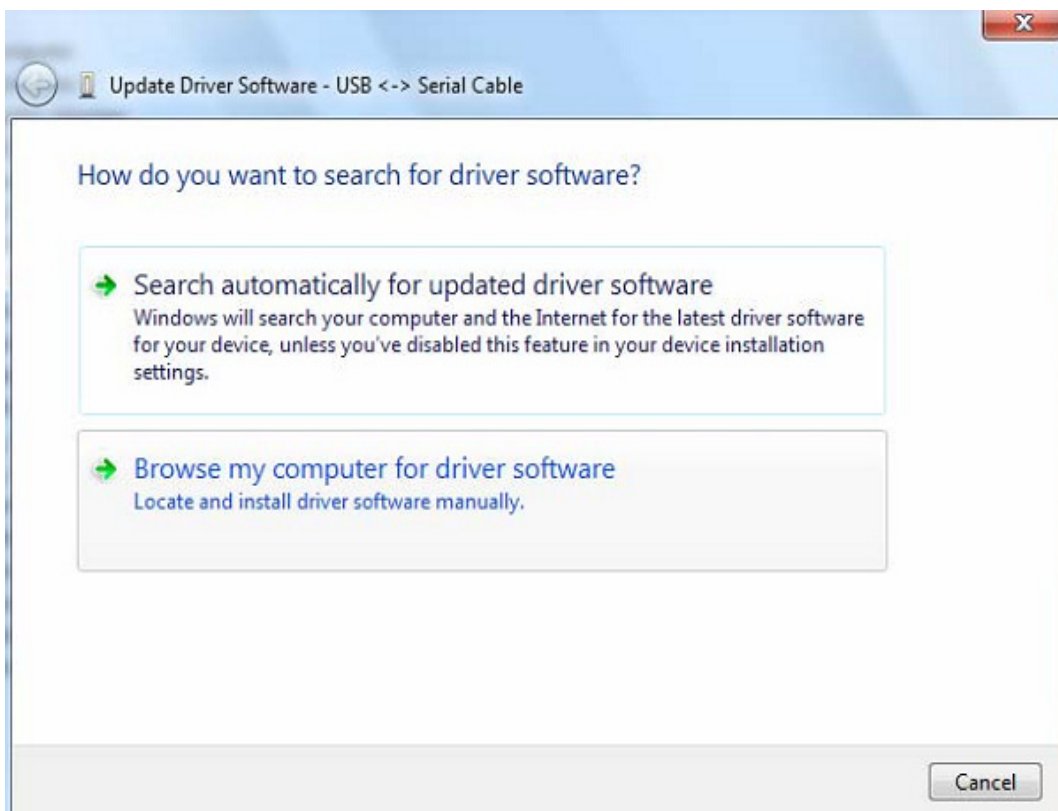 Update Driver Software - USB <-> Serial Cable
How do you want to search for driver software?
Search automatically for updated driver software
Windows will search your computer and the Internet for the latest driver software
for your device, unless you've disabled this feature in your device installation
settings.
Browse my computer for driver software
Locate and install driver software manually.
Cancel